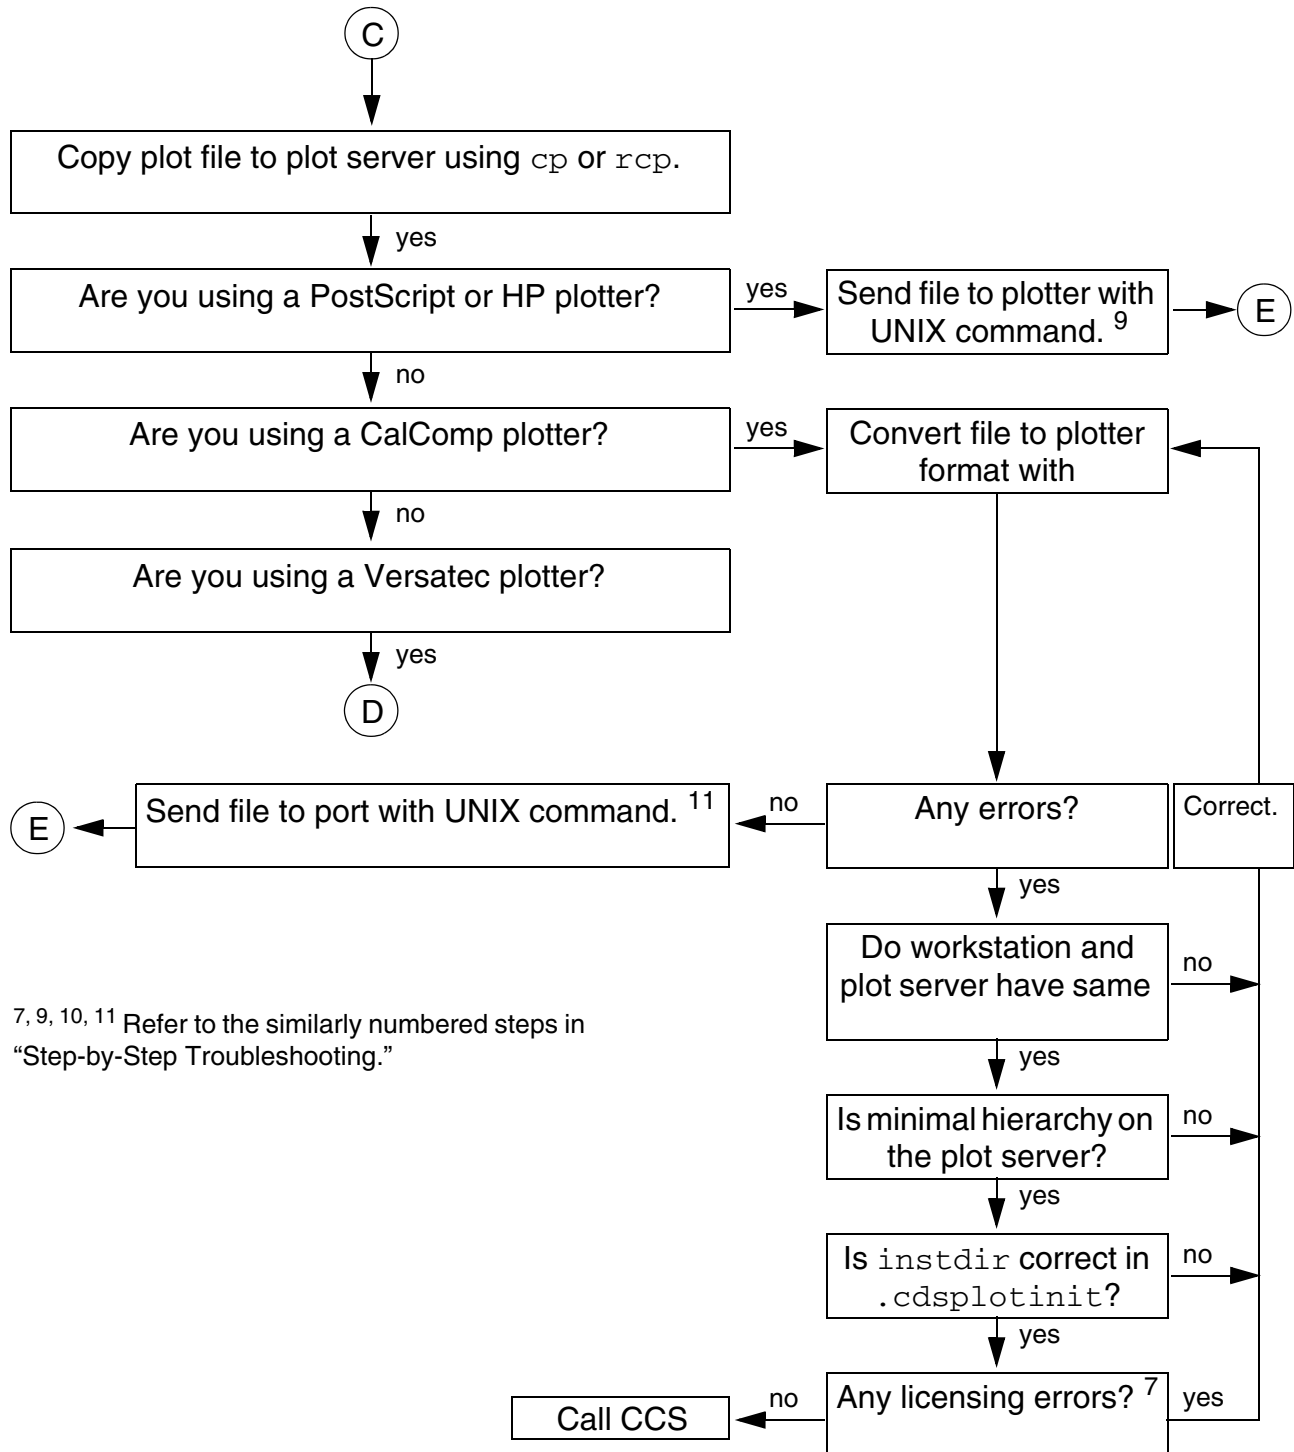 C
Copy plot file to plot server using cp or rcp.
yes
Are you using a PostScript or HP plotter?
yes
Send file to plotter with
UNIX command. 9
E
no
Are you using a CalComp plotter?
yes
Convert file to plotter
format with
no
Are you using a Versatec plotter?
yes
D
E
Send file to port with UNIX command. 11
no
Any errors?
Correct.
yes
Do workstation and
plot server have same
no
7, 9, 10, 11 Refer to the similarly numbered steps in
“Step-by-Step Troubleshooting.”
yes
Is minimal hierarchy on
the plot server?
no
yes
Is instdir correct in
.cdsplotinit?
no
yes
Call CCS
no
Any licensing errors? 7
yes